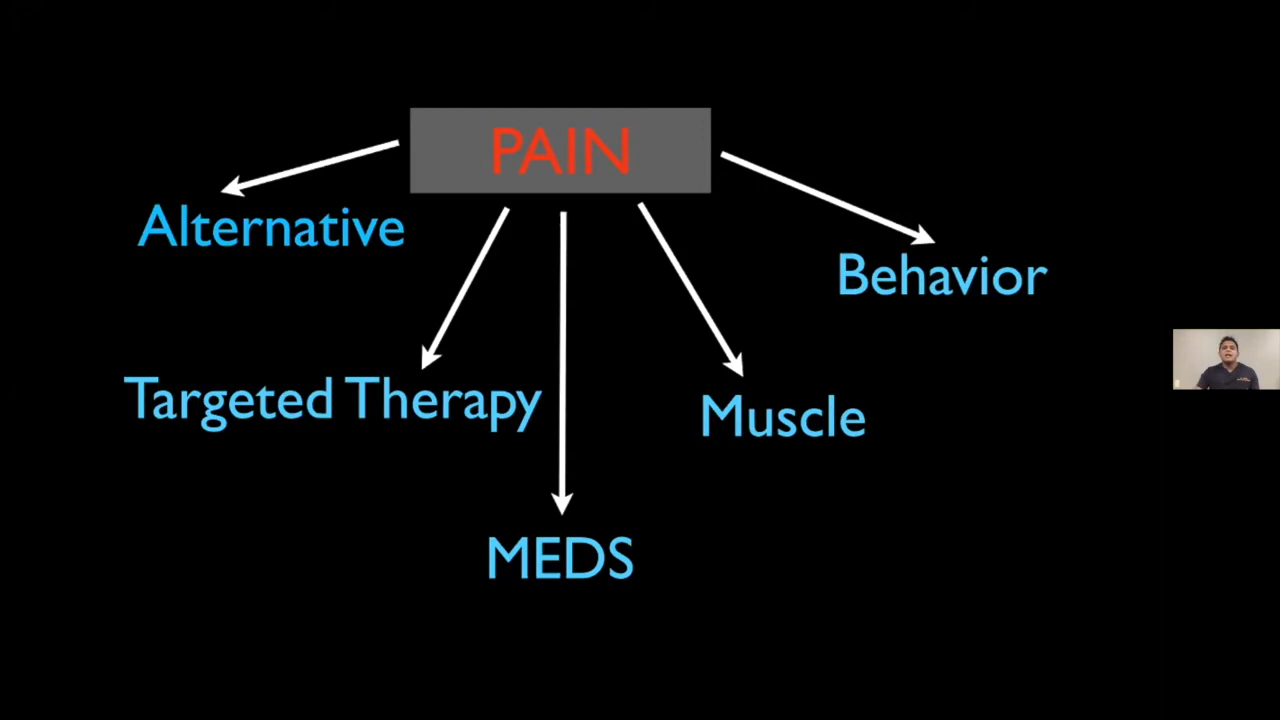 PAIN
Alternative
Behavior
Targeted Therapy
Muscle
MEDS